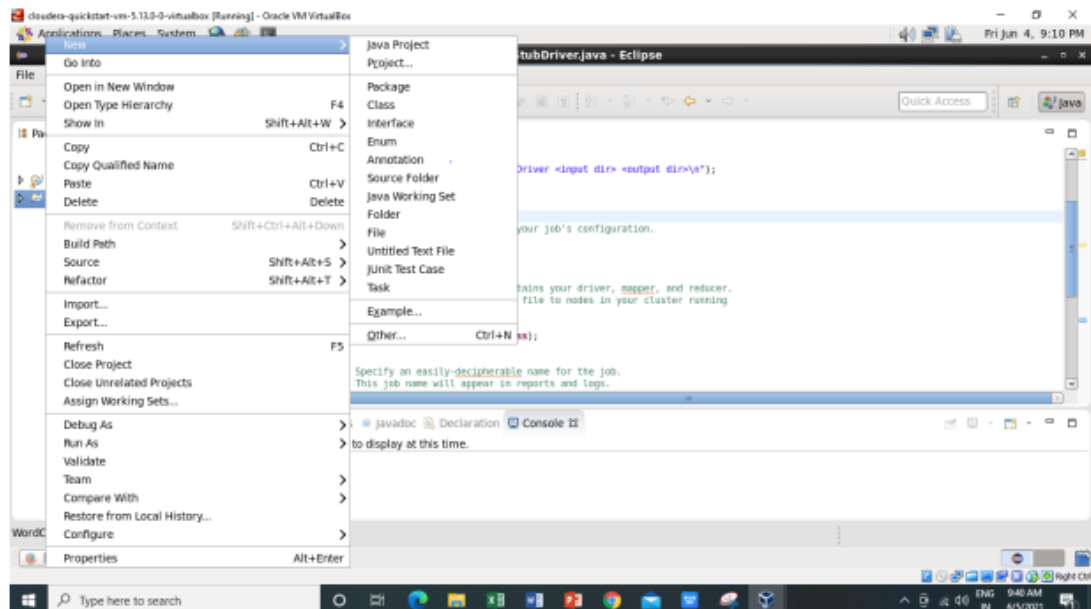 cloudera-quickstart-vm-5.13.0-0-virtualbox [Running] - Oracle VM VirtualBox
Applications Places System
Fri Jun 4, 9:10 PM
StubDriver.java - Eclipse
File
Quick Access
Java
Pa
New
Go Into
Open in New Window
Open Type Hierarchy F4
Show In Shift+Alt+W
Copy Ctrl+C
Copy Qualified Name
Paste Ctrl+V
Delete Delete
Remove from Context Shift+Ctrl+Alt+Down
Build Path
Source Shift+Alt+S
Refactor Shift+Alt+T
Import...
Export...
Refresh F5
Close Project
Close Unrelated Projects
Assign Working Sets...
Debug As
Run As
Validate
Team
Compare With
Restore from Local History...
Configure
Properties Alt+Enter
Java Project
Project...
Package
Class
Interface
Enum
Annotation
Source Folder
Java Working Set
Folder
File
Untitled Text File
JUnit Test Case
Task
Example...
Other... Ctrl+N
Driver <input dir> <output dir>\n");
your job's configuration.
tains your driver, mapper, and reducer.
file to nodes in your cluster running
ss);
Specify an easily-decipherable name for the job.
This job name will appear in reports and logs.
Javadoc Declaration Console
to display at this time.
WordC
Right Ctrl
Type here to search
ENG
IN
9:40 AM
6/5/2021